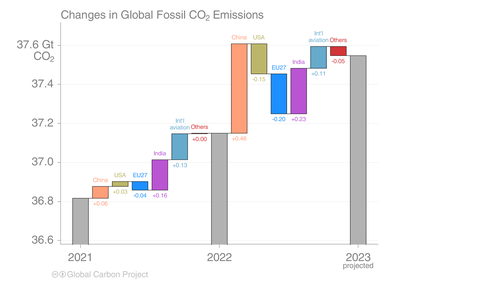 Changes in Global Fossil CO₂ Emissions
37.6 Gt
CO₂
37.4
37.2
37.0
36.8
36.6
China
+0.06
USA
+0.03
EU27
-0.04
India
+0.16
Int'l
aviation
+0.13
Others
+0.00
China
+0.46
USA
-0.15
EU27
-0.20
India
+0.23
Int'l
aviation
+0.11
Others
-0.05
2021
2022
2023
projected
Global Carbon Project